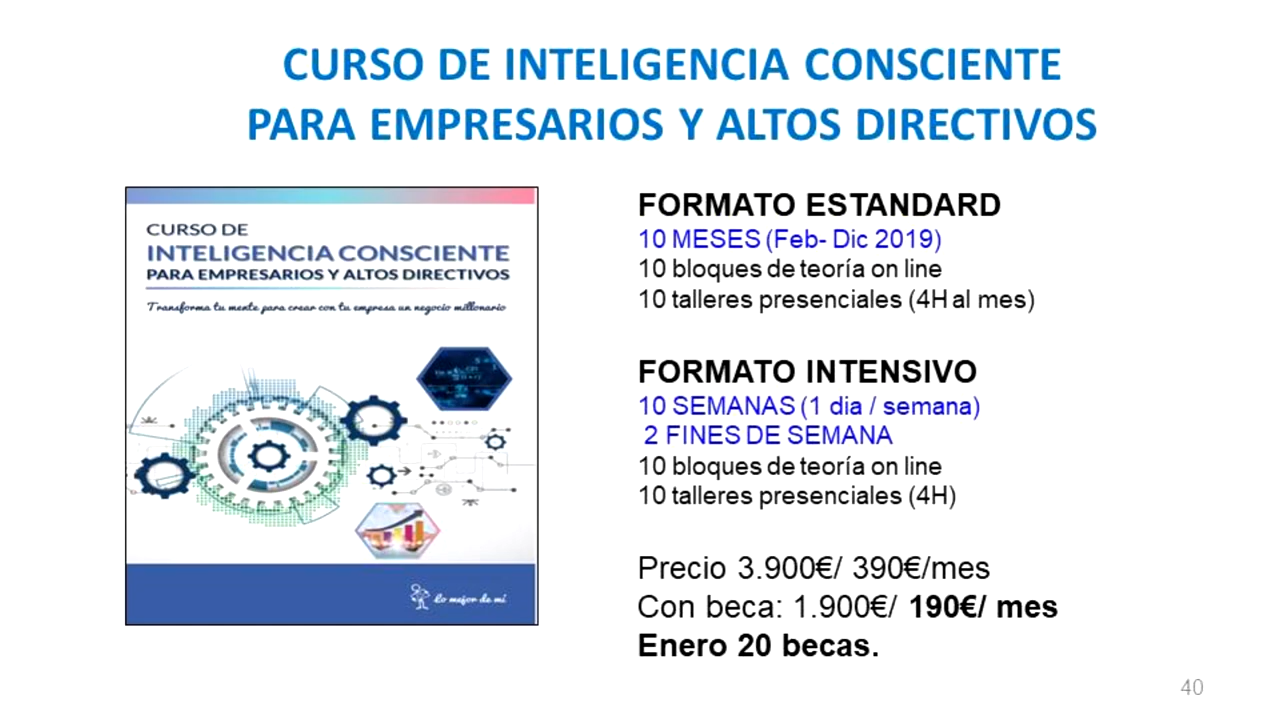 CURSO DE INTELIGENCIA CONSCIENTE
PARA EMPRESARIOS Y ALTOS DIRECTIVOS
CURSO DE
INTELIGENCIA CONSCIENTE
PARA EMPRESARIOS Y ALTOS DIRECTIVOS
Transforma tu mente para crear con tu empresa un negocio millonario
Lo mejor de mí
FORMATO ESTANDARD
10 MESES (Feb- Dic 2019)
10 bloques de teoría on line
10 talleres presenciales (4H al mes)
FORMATO INTENSIVO
10 SEMANAS (1 dia / semana)
2 FINES DE SEMANA
10 bloques de teoría on line
10 talleres presenciales (4H)
Precio 3.900€/ 390€/mes
Con beca: 1.900€/ 190€/ mes
Enero 20 becas.
40